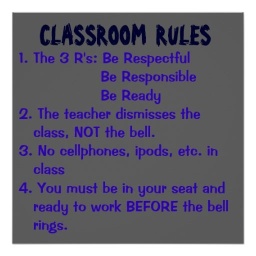 CLASSROOM RULES
1. The 3 R's: Be Respectful
Be Responsible
Be Ready
2. The teacher dismisses the
class, NOT the bell.
3. No cellphones, ipods, etc. in
class
4. You must be in your seat and
ready to work BEFORE the bell
rings.